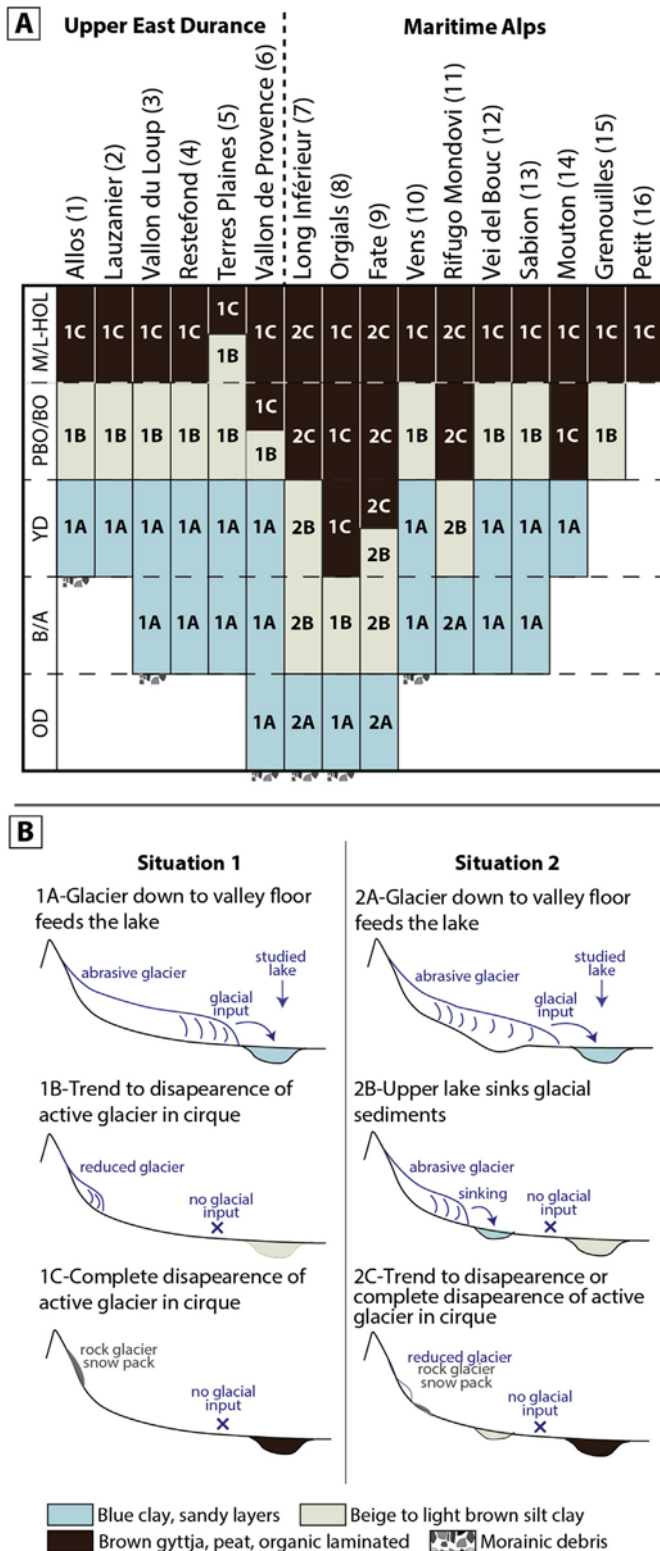 A
Upper East Durance
Maritime Alps
Allos (1)
Lauzanier (2)
Vallon du Loup (3)
Restefond (4)
Terres Plaines (5)
Vallon de Provence (6)
Long Inférieur (7)
Orgials (8)
Fate (9)
Vens (10)
Rifugo Mondovi (11)
Vei del Bouc (12)
Sabion (13)
Mouton (14)
Grenouilles (15)
Petit (16)
M/L-HOL
1C 1C 1C 1C 1C 1C 2C 1C 2C 1C 2C 1C 1C 1C 1C 1C
1B
PBO/BO
1B 1B 1B 1B 1B 1C 2C 1C 2C 1B 2C 1B 1B 1C 1B
1B
YD
1A 1A 1A 1A 1A 1A 2B 1C 2C 1A 2B 1A 1A 1A
2B
B/A
1A 1A 1A 1A 2B 1B 2B 1A 2A 1A 1A
OD
1A 2A 1A 2A
B
Situation 1
1A-Glacier down to valley floor
feeds the lake
abrasive glacier
studied
lake
glacial
input
1B-Trend to disapearence of
active glacier in cirque
reduced glacier
no glacial
input
1C-Complete disapearence of
active glacier in cirque
rock glacier
snow pack
no glacial
input
Situation 2
2A-Glacier down to valley floor
feeds the lake
abrasive glacier
studied
lake
glacial
input
2B-Upper lake sinks glacial
sediments
abrasive glacier
sinking
no glacial
input
2C-Trend to disapearence or
complete disapearence of active
glacier in cirque
reduced glacier
rock glacier
snow pack
no glacial
input
Blue clay, sandy layers
Beige to light brown silt clay
Brown gyttja, peat, organic laminated
Morainic debris